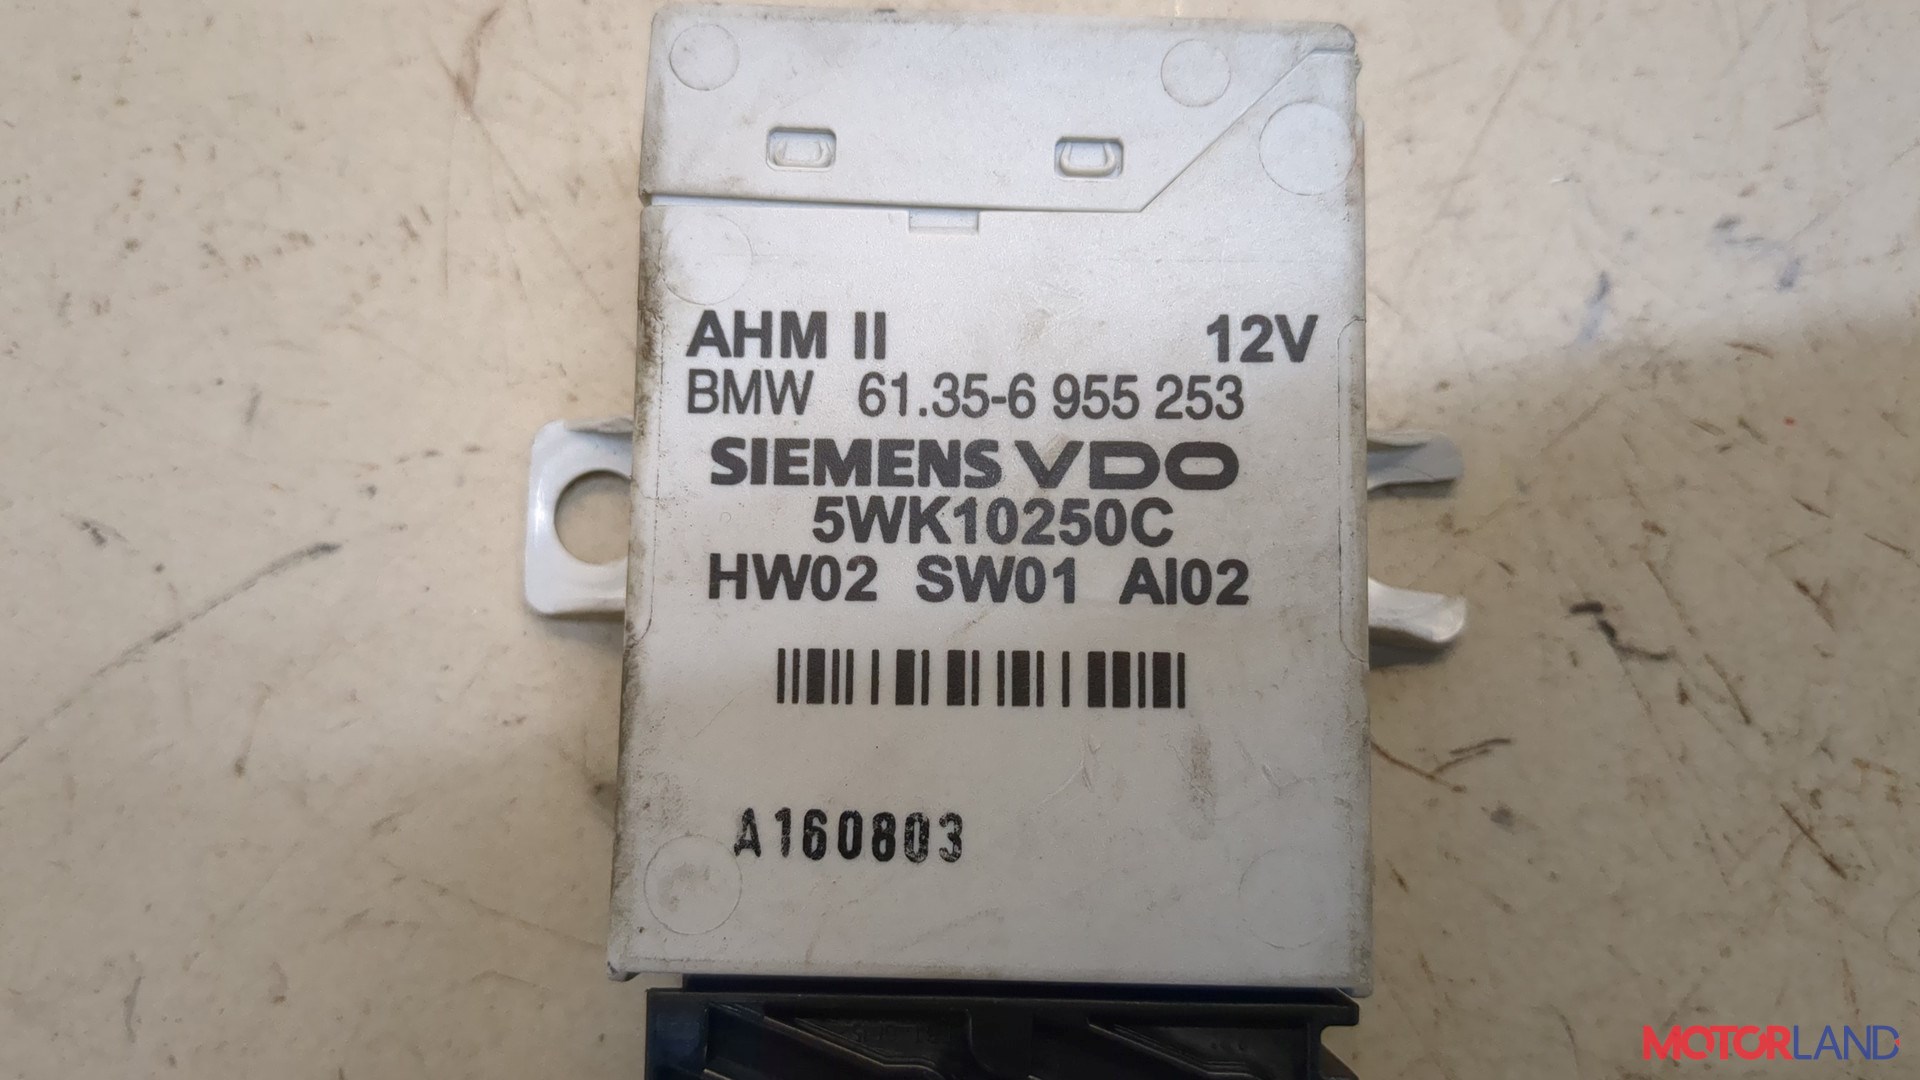 AHM II 12V
BMW 61.35-6 955 253
SIEMENS VDO
5WK10250C
HW02 SW01 AI02
A160803
MOTORLAND